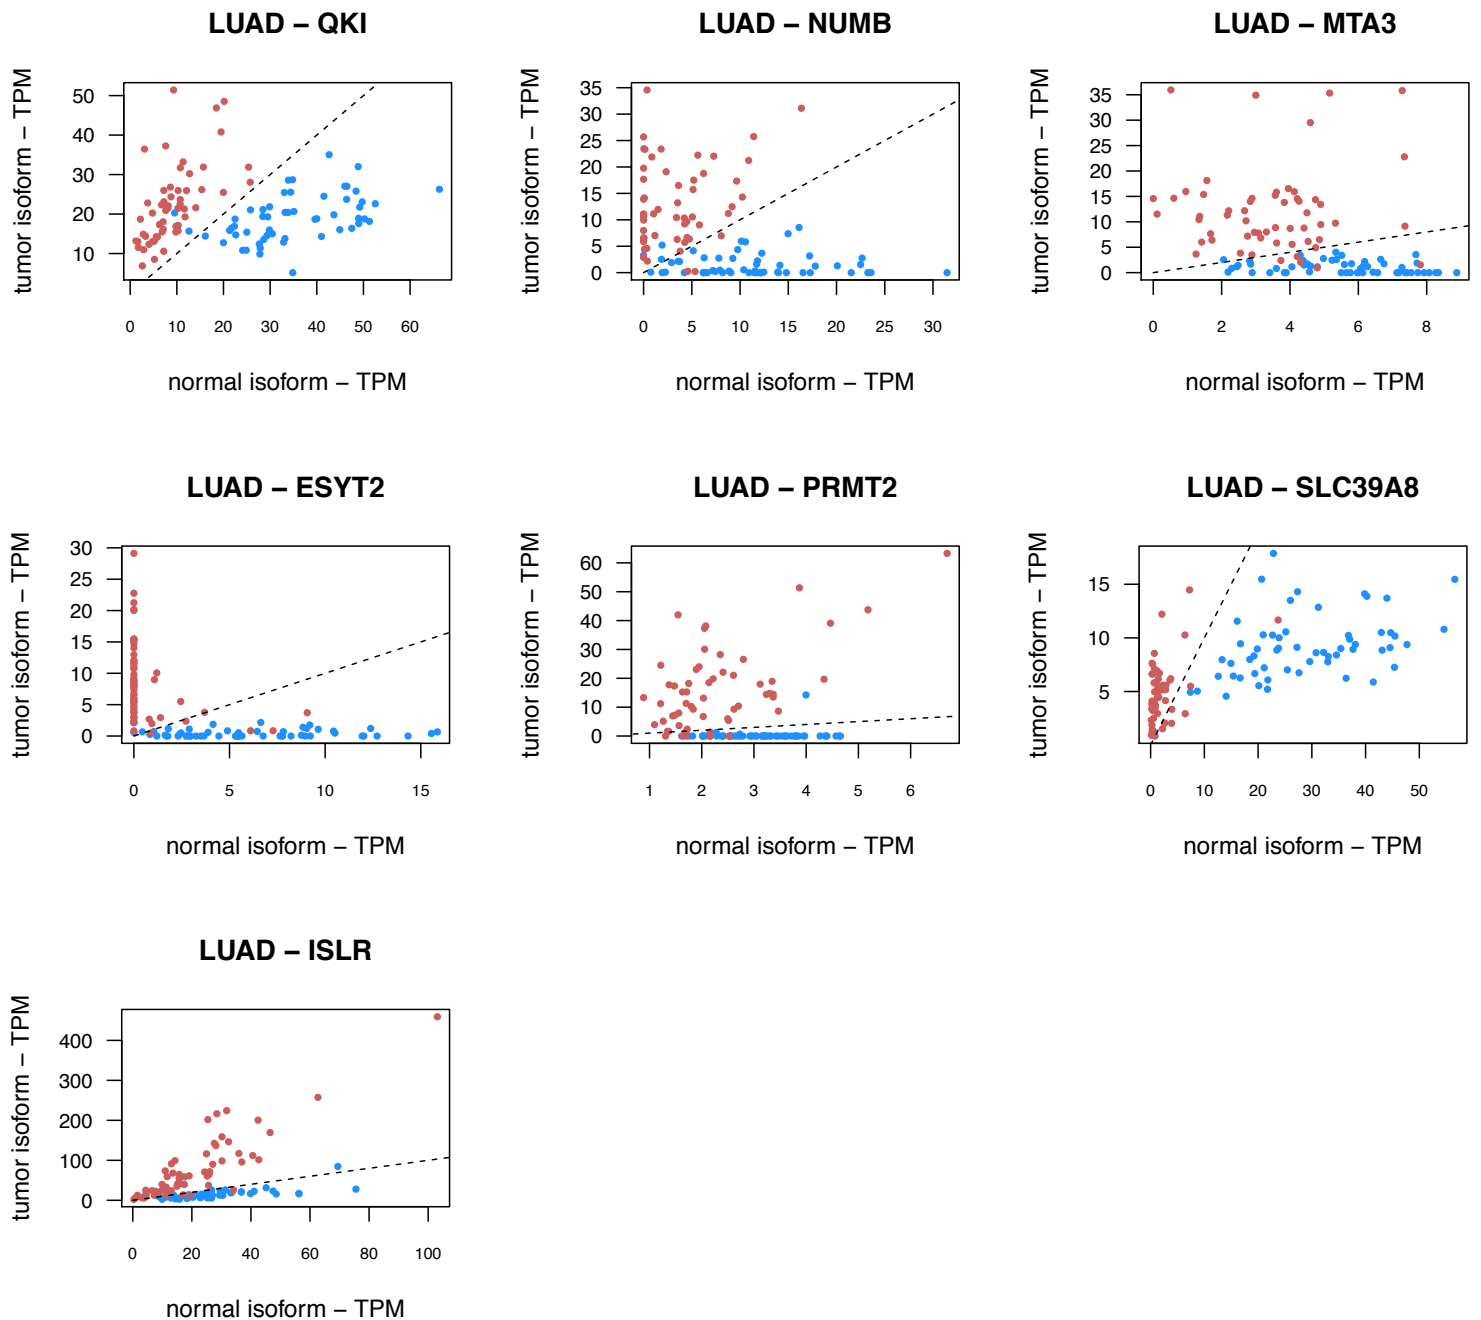 LUAD – QKI
tumor isoform – TPM
50
40
30
20
10
0 10 20 30 40 50 60
normal isoform – TPM
LUAD – NUMB
tumor isoform – TPM
35
30
25
20
15
10
5
0
0 5 10 15 20 25 30
normal isoform – TPM
LUAD – MTA3
tumor isoform – TPM
35
30
25
20
15
10
5
0
0 2 4 6 8
normal isoform – TPM
LUAD – ESYT2
tumor isoform – TPM
30
25
20
15
10
5
0
0 5 10 15
normal isoform – TPM
LUAD – PRMT2
tumor isoform – TPM
60
50
40
30
20
10
0
1 2 3 4 5 6
normal isoform – TPM
LUAD – SLC39A8
tumor isoform – TPM
15
10
5
0 10 20 30 40 50
normal isoform – TPM
LUAD – ISLR
tumor isoform – TPM
400
300
200
100
0
0 20 40 60 80 100
normal isoform – TPM